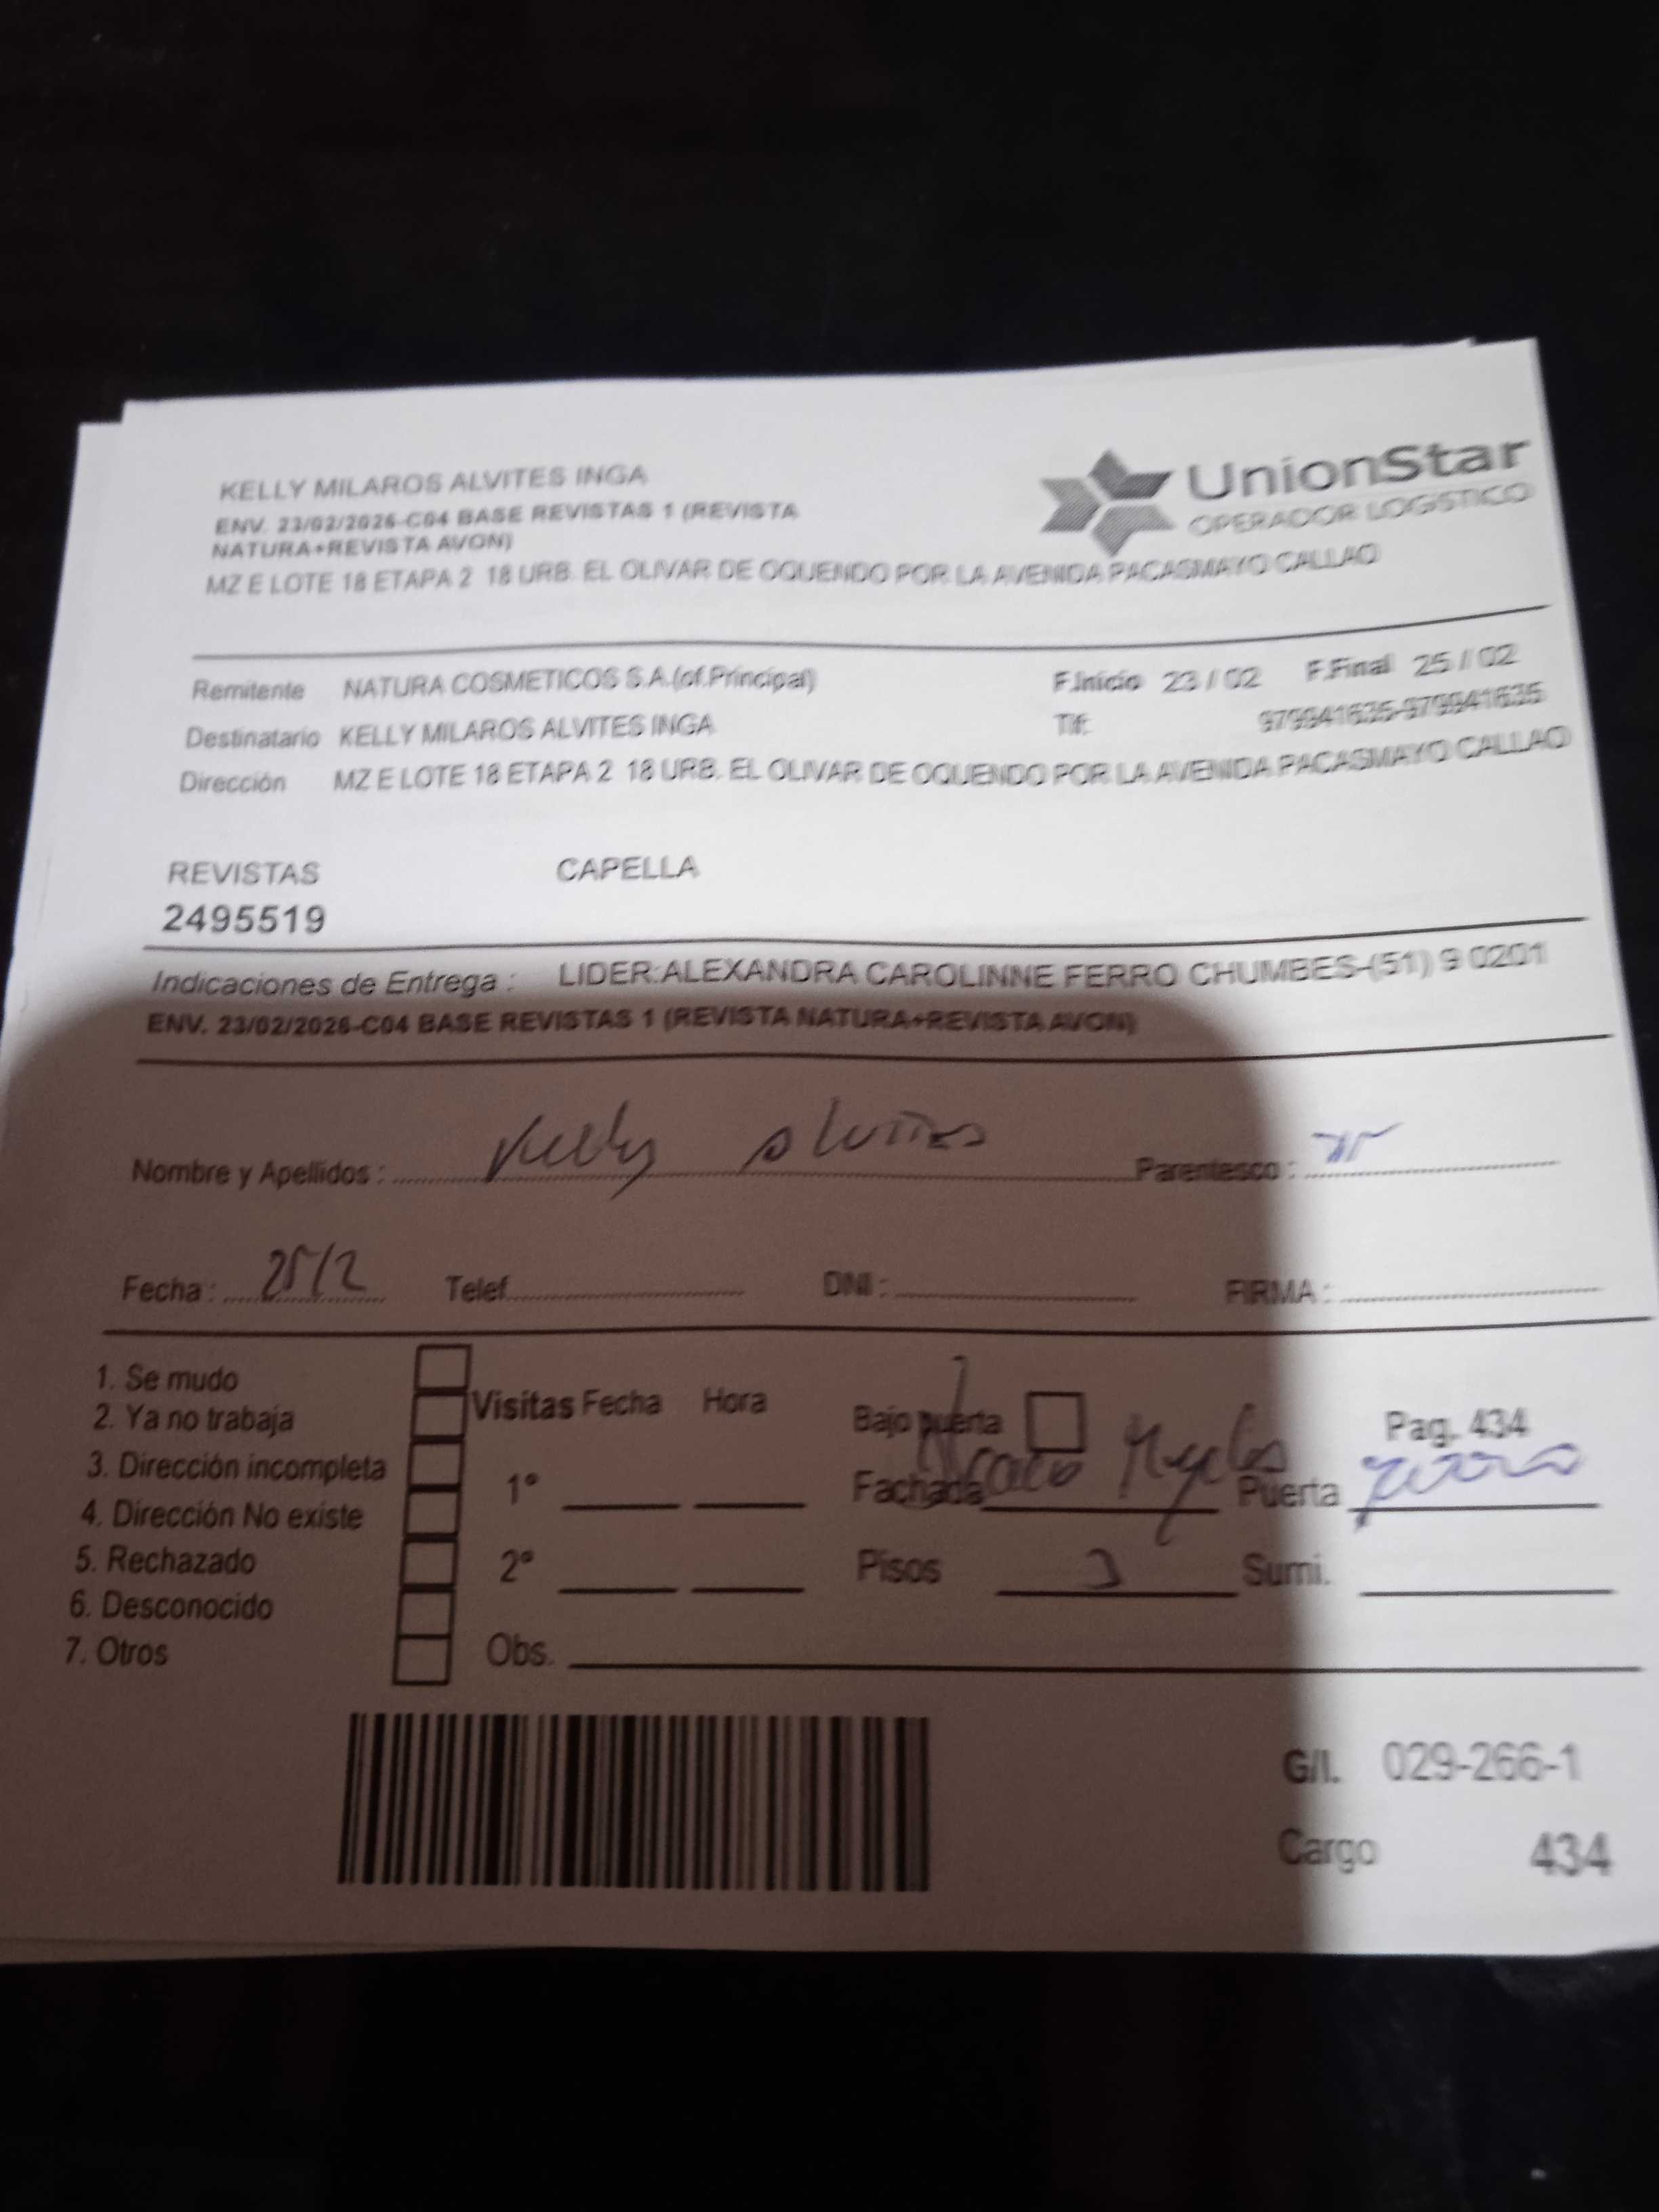 KELLY MILAROS ALVITES INGA
ENV. 23/02/2026-C04 BASE REVISTAS 1 (REVISTA
NATURA+REVISTA AVON)
MZ E LOTE 18 ETAPA 2 18 URB. EL OLIVAR DE OQUENDO POR LA AVENIDA PACASMAYO CALLAO
UnionStar
OPERADOR LOGISTICO
Remitente NATURA COSMETICOS S.A.(of.Principal) F.Inicio 23 / 02 F.Final 25 / 02
Destinatario KELLY MILAROS ALVITES INGA Tlf: 979941635-979941635
Dirección MZ E LOTE 18 ETAPA 2 18 URB. EL OLIVAR DE OQUENDO POR LA AVENIDA PACASMAYO CALLAO
REVISTAS CAPELLA
2495519
Indicaciones de Entrega : LIDER:ALEXANDRA CAROLINNE FERRO CHUMBES-(51) 9 0201
ENV. 23/02/2026-C04 BASE REVISTAS 1 (REVISTA NATURA+REVISTA AVON)
Nombre y Apellidos : Kelly Alvites Parentesco :
Fecha : 25/2 Telef. DNI : FIRMA :
1. Se mudo
2. Ya no trabaja
3. Dirección incompleta
4. Dirección No existe
5. Rechazado
6. Desconocido
7. Otros
Visitas Fecha Hora
1°
2°
Obs.
Bajo puerta Pag. 434
Fachada Puerta
Pisos 3 Sumi.
G/I. 029-266-1
Cargo 434